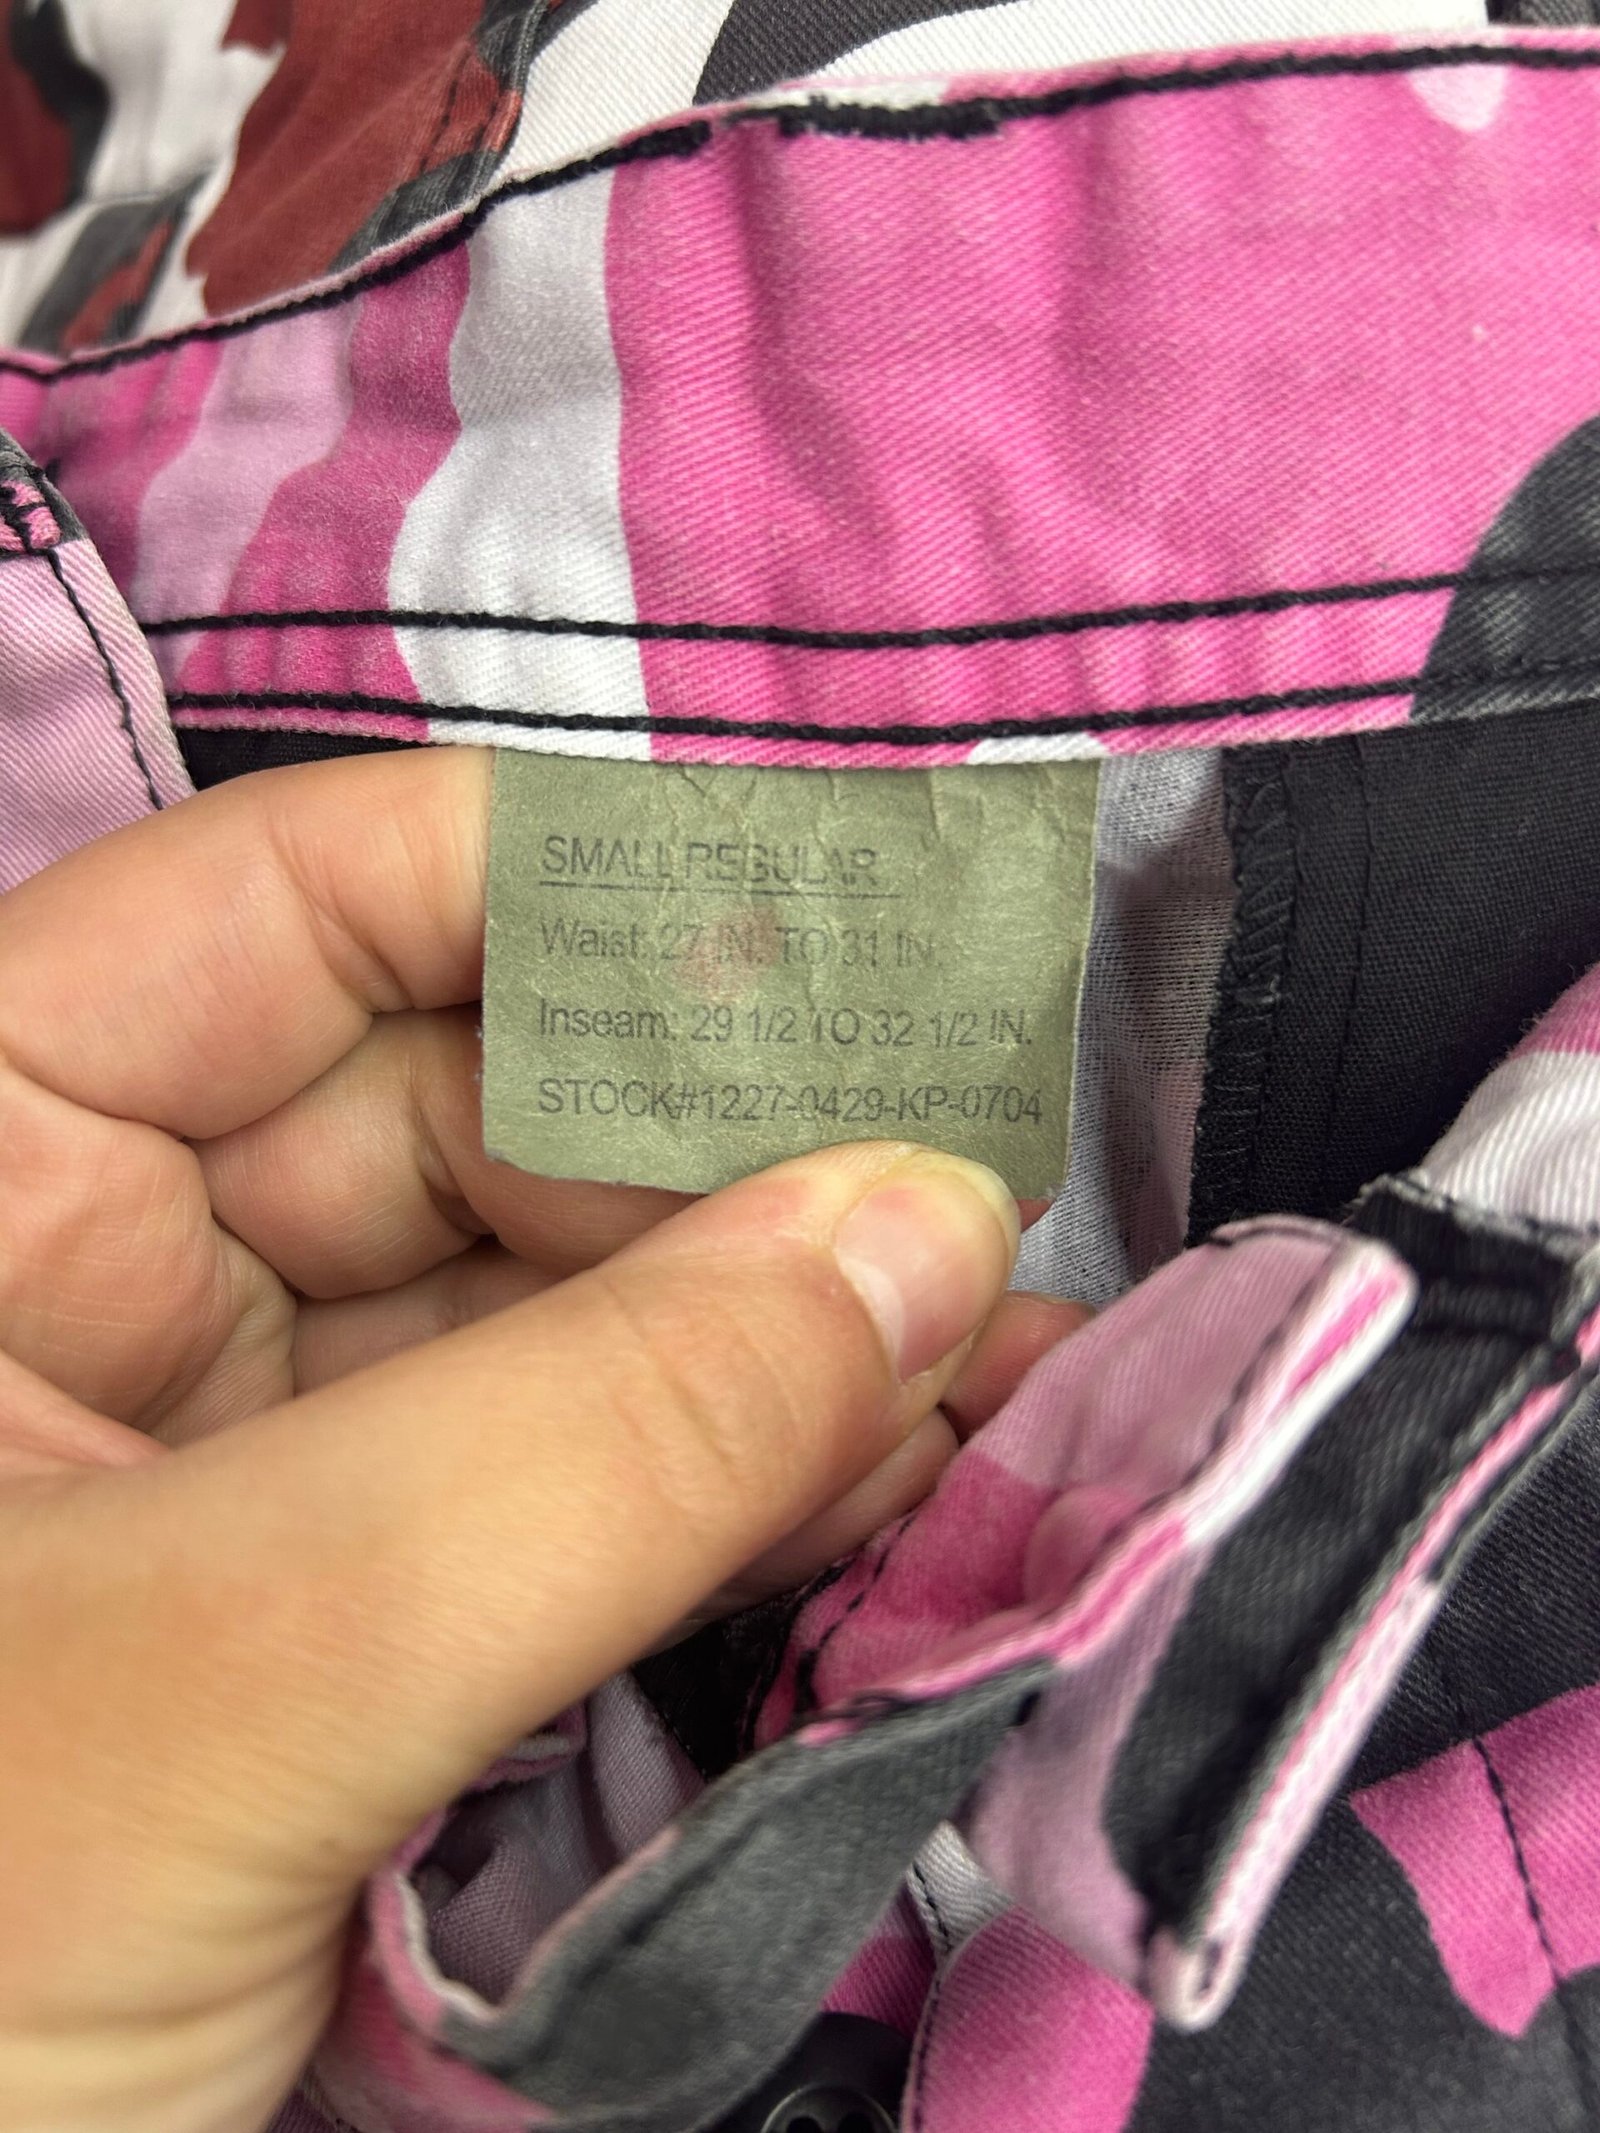 SMALL REGULAR
Waist: 27 IN. TO 31 IN.
Inseam: 29 1/2 TO 32 1/2 IN.
STOCK#1227-0429-KP-0704